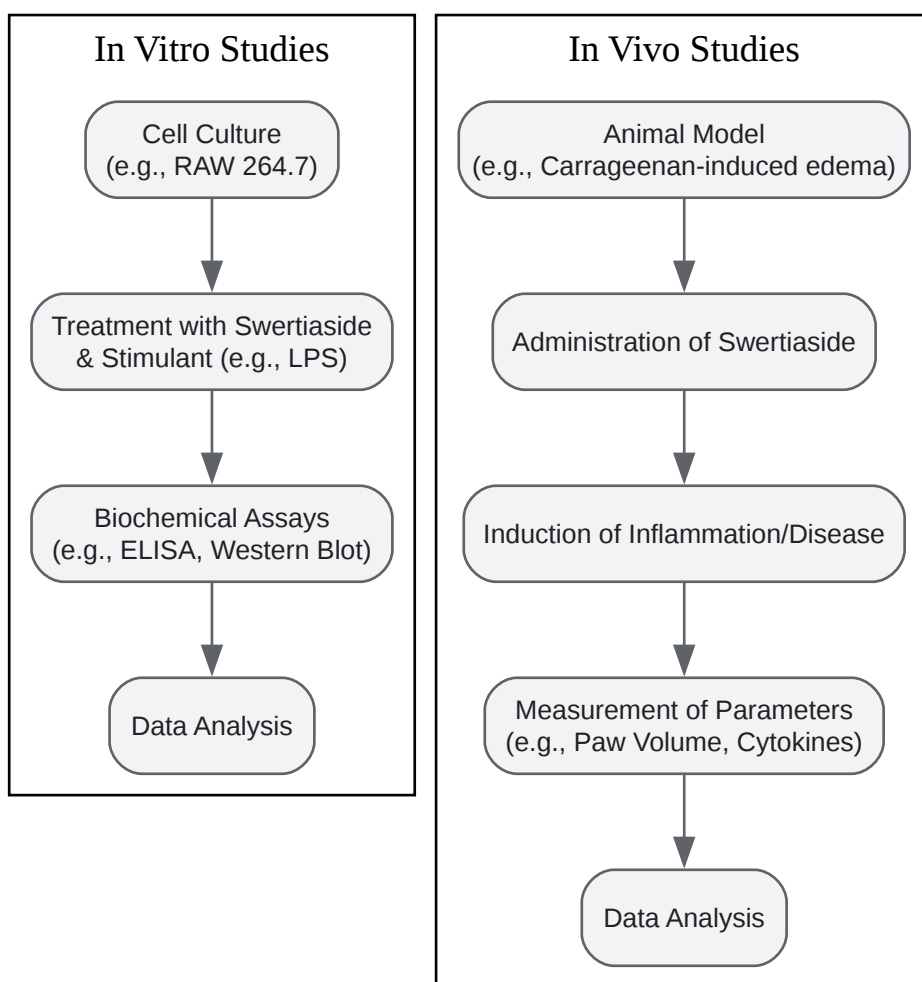 In Vitro Studies
Cell Culture
(e.g., RAW 264.7)
Treatment with Swertiaside
& Stimulant (e.g., LPS)
Biochemical Assays
(e.g., ELISA, Western Blot)
Data Analysis
In Vivo Studies
Animal Model
(e.g., Carrageenan-induced edema)
Administration of Swertiaside
Induction of Inflammation/Disease
Measurement of Parameters
(e.g., Paw Volume, Cytokines)
Data Analysis